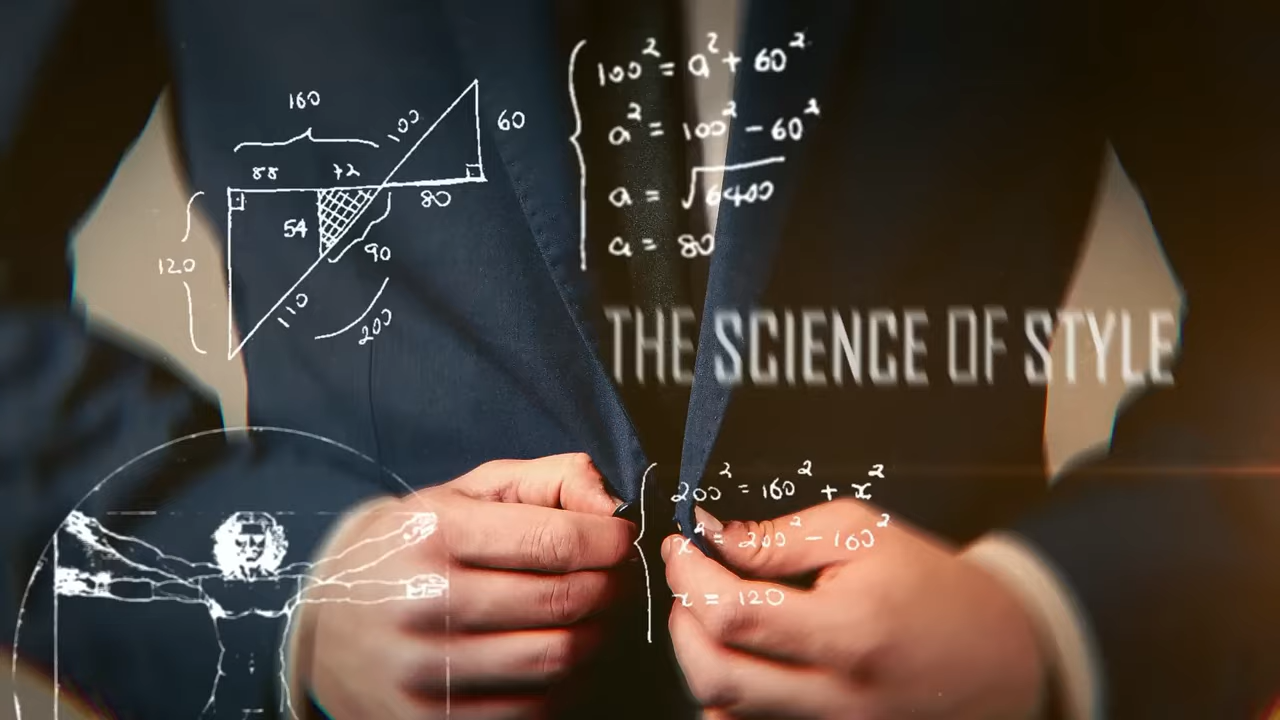 160
100
60
88
72
80
54
90
120
110
200
100² = a² + 60²
a² = 100² - 60²
a = √6400
a = 80
THE SCIENCE OF STYLE
200² = 160² + x²
x² = 200² - 160²
x = 120